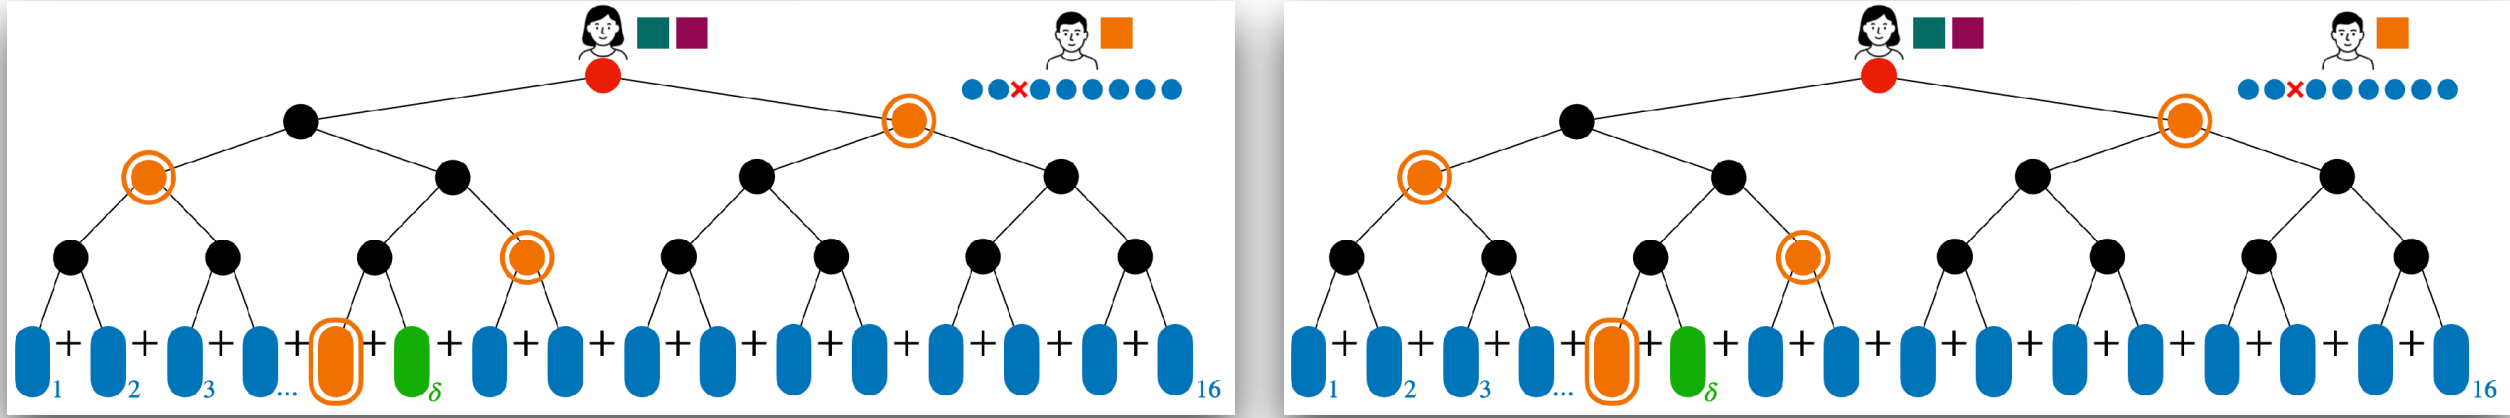 + + + + + + + + + + + + + + +
1 2 3 ... δ 16
+ + + + + + + + + + + + + + +
1 2 3 ... δ 16